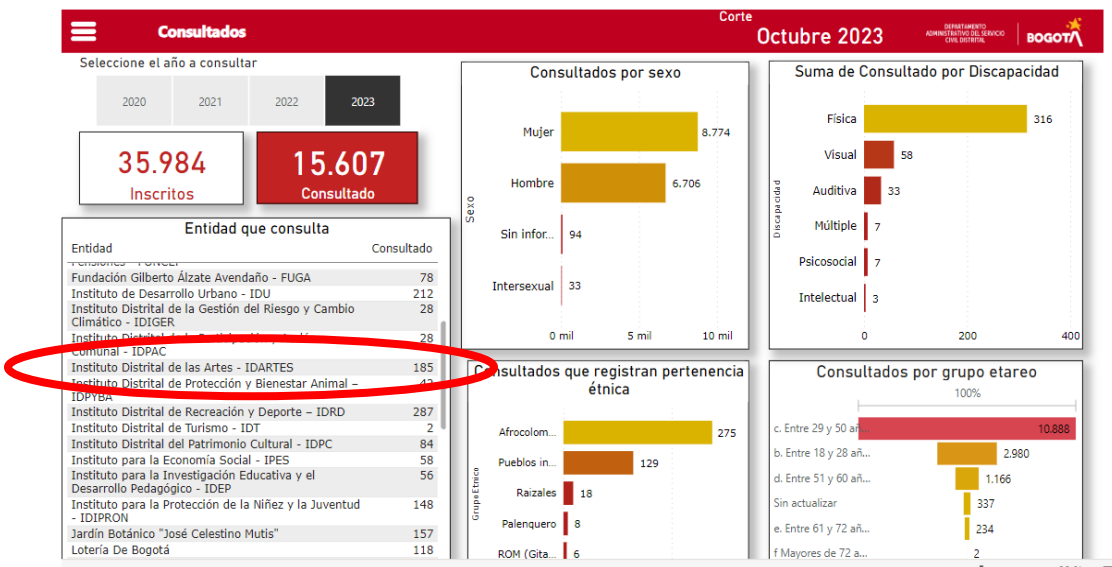 Consultados
Corte
Octubre 2023
DEPARTAMENTO
ADMINISTRATIVO DEL SERVICIO
CIVIL DISTRITAL
BOGOTÁ
Seleccione el año a consultar
2020 2021 2022 2023
35.984
Inscritos
15.607
Consultado
Entidad que consulta
Entidad Consultado
Fundación Gilberto Álzate Avendaño - FUGA 78
Instituto de Desarrollo Urbano - IDU 212
Instituto Distrital de la Gestión del Riesgo y Cambio 28
Climático - IDIGER
Instituto Distrital de la 28
Comunal - IDPAC
Instituto Distrital de las Artes - IDARTES 185
Instituto Distrital de Protección y Bienestar Animal –
IDPYBA
Instituto Distrital de Recreación y Deporte – IDRD 287
Instituto Distrital de Turismo - IDT 2
Instituto Distrital del Patrimonio Cultural - IDPC 84
Instituto para la Economía Social - IPES 58
Instituto para la Investigación Educativa y el 56
Desarrollo Pedagógico - IDEP
Instituto para la Protección de la Niñez y la Juventud 148
- IDIPRON
Jardín Botánico "José Celestino Mutis" 157
Lotería De Bogotá 118
Consultados por sexo
Sexo
Mujer 8.774
Hombre 6.706
Sin infor... 94
Intersexual 33
0 mil 5 mil 10 mil
Suma de Consultado por Discapacidad
Discapacidad
Física 316
Visual 58
Auditiva 33
Múltiple 7
Psicosocial 7
Intelectual 3
0 200 400
Consultados que registran pertenencia
étnica
Grupo Etnico
Afrocolom... 275
Pueblos in... 129
Raizales 18
Palenquero 8
ROM (Gita... 6
Consultados por grupo etareo
100%
c. Entre 29 y 50 añ... 10.888
b. Entre 18 y 28 añ... 2.980
d. Entre 51 y 60 añ... 1.166
Sin actualizar 337
e. Entre 61 y 72 añ... 234
f Mayores de 72 a... 2